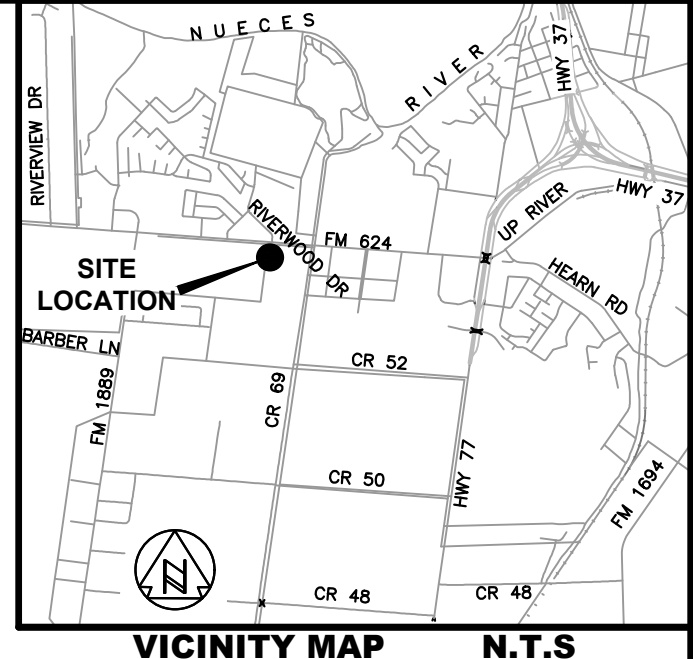 NUECES
RIVER
HWY 37
RIVERVIEW DR
HWY 37
UP RIVER
RIVERWOOD DR
FM 624
SITE
LOCATION
HEARN RD
BARBER LN
CR 52
FM 1889
CR 69
CR 50
HWY 77
FM 1694
N
CR 48
CR 48
VICINITY MAP N.T.S